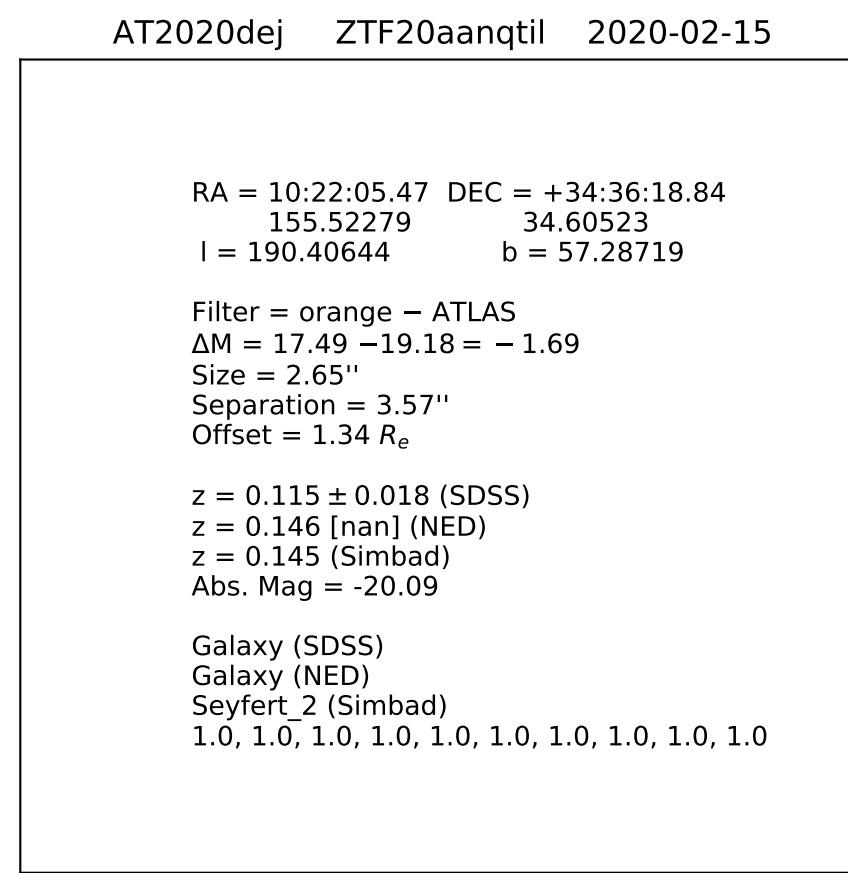 AT2020dej ZTF20aanqtil 2020-02-15
RA = 10:22:05.47 DEC = +34:36:18.84
155.52279 34.60523
l = 190.40644 b = 57.28719
Filter = orange − ATLAS
ΔM = 17.49 −19.18 = − 1.69
Size = 2.65''
Separation = 3.57''
Offset = 1.34 Rₑ
z = 0.115 ± 0.018 (SDSS)
z = 0.146 [nan] (NED)
z = 0.145 (Simbad)
Abs. Mag = -20.09
Galaxy (SDSS)
Galaxy (NED)
Seyfert_2 (Simbad)
1.0, 1.0, 1.0, 1.0, 1.0, 1.0, 1.0, 1.0, 1.0, 1.0